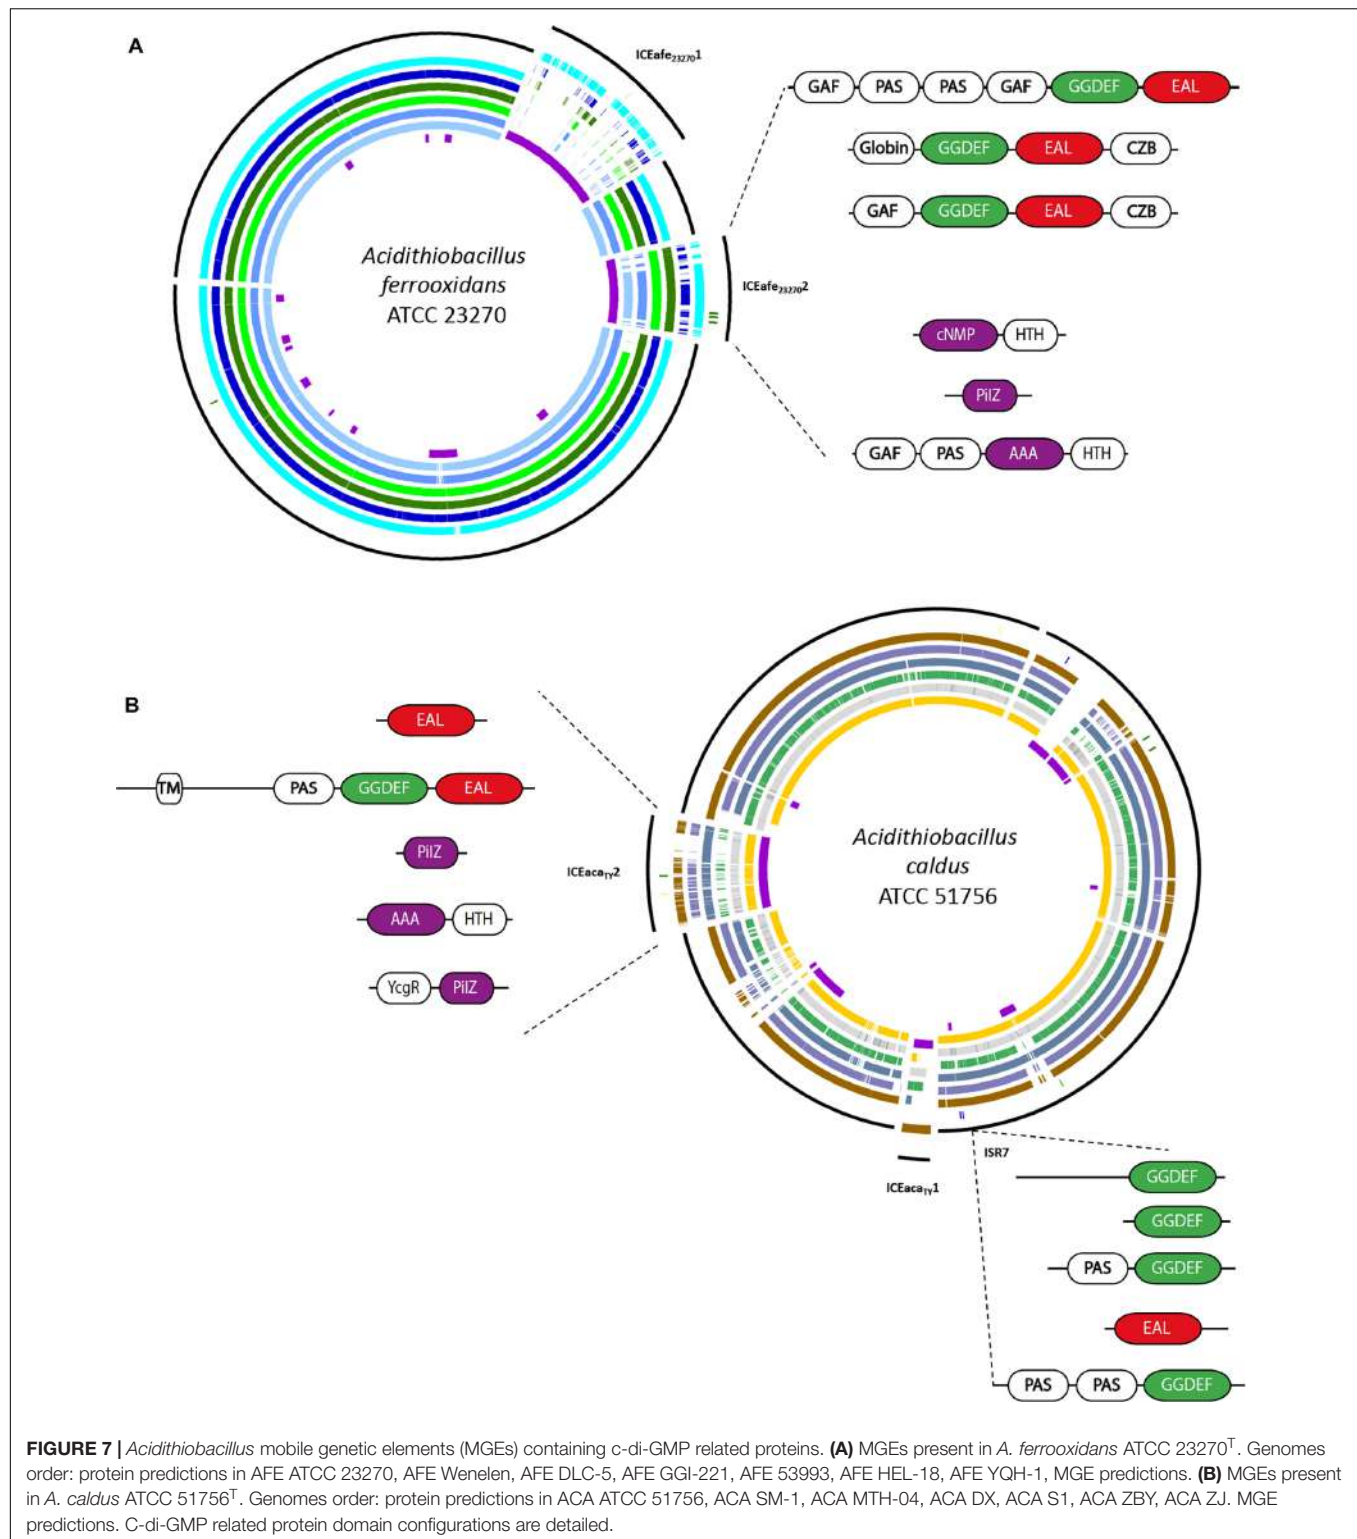 A
ICEafe232701
GAF PAS PAS GAF GGDEF EAL
Globin GGDEF EAL CZB
GAF GGDEF EAL CZB
Acidithiobacillus
ferrooxidans
ATCC 23270
ICEafe232702
cNMP HTH
PilZ
GAF PAS AAA HTH
B
EAL
TM PAS GGDEF EAL
PilZ
AAA HTH
YcgR PilZ
ICEacaTY2
Acidithiobacillus
caldus
ATCC 51756
ICEacaTY1
ISR7
GGDEF
GGDEF
PAS GGDEF
EAL
PAS PAS GGDEF
FIGURE 7 | Acidithiobacillus mobile genetic elements (MGEs) containing c-di-GMP related proteins. (A) MGEs present in A. ferrooxidans ATCC 23270T. Genomes
order: protein predictions in AFE ATCC 23270, AFE Wenelen, AFE DLC-5, AFE GGI-221, AFE 53993, AFE HEL-18, AFE YQH-1, MGE predictions. (B) MGEs present
in A. caldus ATCC 51756T. Genomes order: protein predictions in ACA ATCC 51756, ACA SM-1, ACA MTH-04, ACA DX, ACA S1, ACA ZBY, ACA ZJ. MGE
predictions. C-di-GMP related protein domain configurations are detailed.